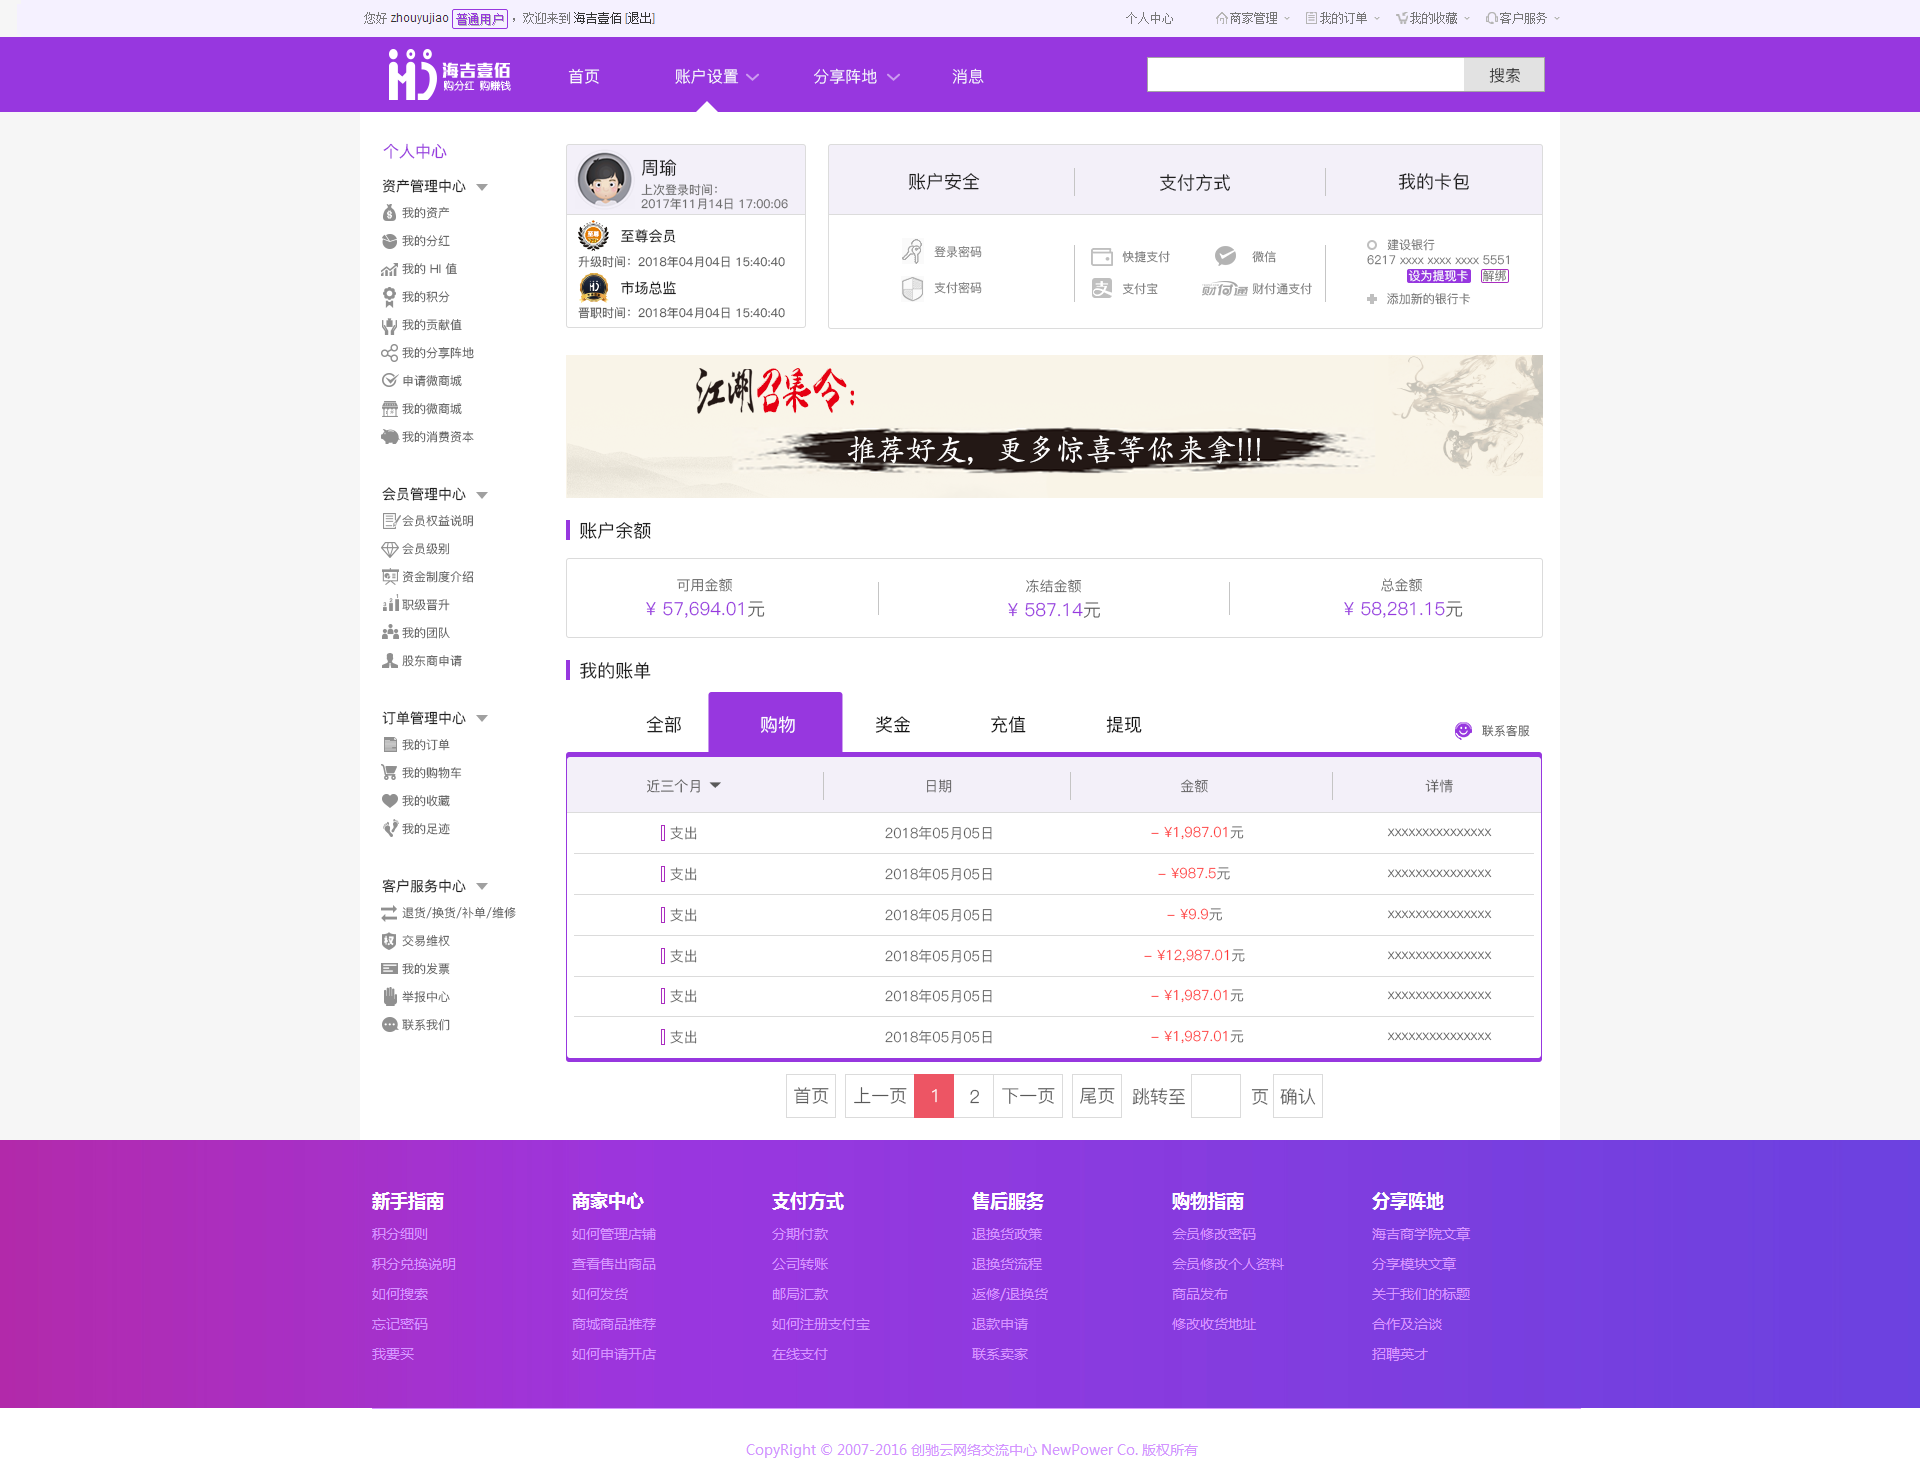 您好 zhouyujiao 普通用户 ，欢迎来到 海吉壹佰 [退出]
个人中心 商家管理 我的订单 我的收藏 客户服务
海吉壹佰
购分红 购赚钱
首页 账户设置 分享阵地 消息
搜索
个人中心
资产管理中心
我的资产
我的分红
我的 HI 值
我的积分
我的贡献值
我的分享阵地
申请微商城
我的微商城
我的消费资本
会员管理中心
会员权益说明
会员级别
资金制度介绍
职级晋升
我的团队
股东商申请
订单管理中心
我的订单
我的购物车
我的收藏
我的足迹
客户服务中心
退货/换货/补单/维修
交易维权
我的发票
举报中心
联系我们
周瑜
上次登录时间：
2017年11月14日 17:00:06
至尊会员
升级时间：2018年04月04日 15:40:40
市场总监
晋职时间：2018年04月04日 15:40:40
账户安全 支付方式 我的卡包
登录密码
支付密码
快捷支付 微信
支付宝 财付通 财付通支付
建设银行
6217 xxxx xxxx xxxx 5551
设为提现卡 解绑
添加新的银行卡
江湖召集令：
推荐好友，更多惊喜等你来拿!!!
账户余额
可用金额 冻结金额 总金额
¥ 57,694.01元 ¥ 587.14元 ¥ 58,281.15元
我的账单
全部 购物 奖金 充值 提现 联系客服
近三个月 日期 金额 详情
支出 2018年05月05日 – ¥1,987.01元 xxxxxxxxxxxxxxx
支出 2018年05月05日 – ¥987.5元 xxxxxxxxxxxxxxx
支出 2018年05月05日 – ¥9.9元 xxxxxxxxxxxxxxx
支出 2018年05月05日 – ¥12,987.01元 xxxxxxxxxxxxxxx
支出 2018年05月05日 – ¥1,987.01元 xxxxxxxxxxxxxxx
支出 2018年05月05日 – ¥1,987.01元 xxxxxxxxxxxxxxx
首页 上一页 1 2 下一页 尾页 跳转至 页 确认
新手指南 商家中心 支付方式 售后服务 购物指南 分享阵地
积分细则 如何管理店铺 分期付款 退换货政策 会员修改密码 海吉商学院文章
积分兑换说明 查看售出商品 公司转账 退换货流程 会员修改个人资料 分享模块文章
如何搜索 如何发货 邮局汇款 返修/退换货 商品发布 关于我们的标题
忘记密码 商城商品推荐 如何注册支付宝 退款申请 修改收货地址 合作及洽谈
我要买 如何申请开店 在线支付 联系卖家 招聘英才
CopyRight © 2007-2016 创驰云网络交流中心 NewPower Co. 版权所有